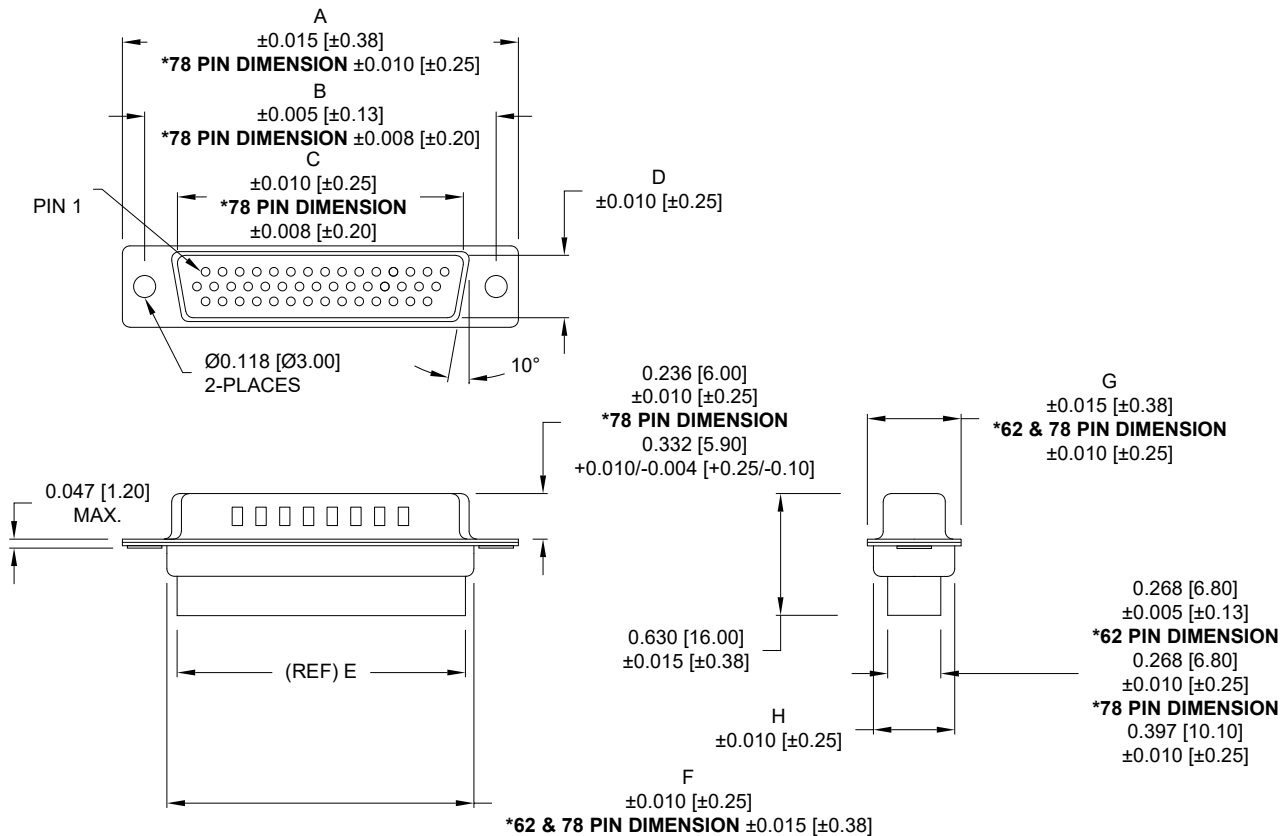 A
±0.015 [±0.38]
*78 PIN DIMENSION ±0.010 [±0.25]
B
±0.005 [±0.13]
*78 PIN DIMENSION ±0.008 [±0.20]
C
±0.010 [±0.25]
*78 PIN DIMENSION
±0.008 [±0.20]
D
±0.010 [±0.25]
PIN 1
Ø0.118 [Ø3.00]
2-PLACES
10°
0.236 [6.00]
±0.010 [±0.25]
*78 PIN DIMENSION
0.332 [5.90]
+0.010/-0.004 [+0.25/-0.10]
G
±0.015 [±0.38]
*62 & 78 PIN DIMENSION
±0.010 [±0.25]
0.047 [1.20]
MAX.
0.630 [16.00]
±0.015 [±0.38]
0.268 [6.80]
±0.005 [±0.13]
*62 PIN DIMENSION
0.268 [6.80]
±0.010 [±0.25]
*78 PIN DIMENSION
0.397 [10.10]
±0.010 [±0.25]
(REF) E
H
±0.010 [±0.25]
F
±0.010 [±0.25]
*62 & 78 PIN DIMENSION ±0.015 [±0.38]